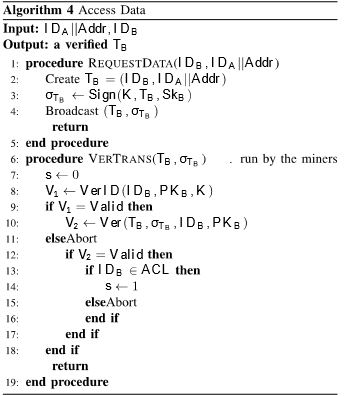 Algorithm 4 Access Data
Input: ID_A||Addr, ID_B
Output: a verified T_B
1: procedure REQUESTDATA(ID_B, ID_A||Addr)
2: Create T_B = (ID_B, ID_A||Addr)
3: σ_{T_B} ← Sign(K, T_B, Sk_B)
4: Broadcast (T_B, σ_{T_B})
return
5: end procedure
6: procedure VERTRANS(T_B, σ_{T_B}) . run by the miners
7: s ← 0
8: V_1 ← VerID(ID_B, PK_B, K)
9: if V_1 = Valid then
10: V_2 ← Ver(T_B, σ_{T_B}, ID_B, PK_B)
11: elseAbort
12: if V_2 = Valid then
13: if ID_B ∈ ACL then
14: s ← 1
15: elseAbort
16: end if
17: end if
18: end if
return
19: end procedure